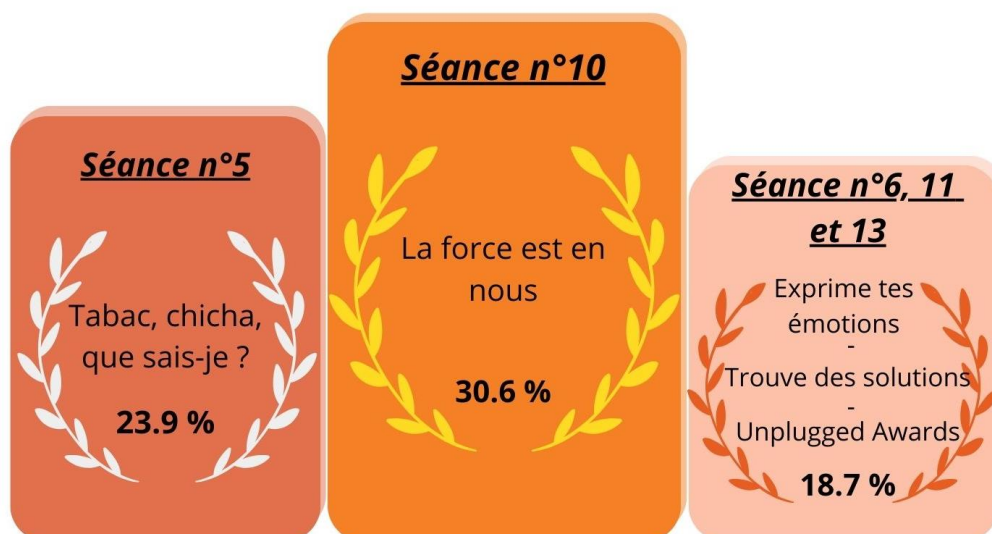 Séance n°5
Tabac, chicha,
que sais-je ?
23.9 %
Séance n°10
La force est en
nous
30.6 %
Séance n°6, 11
et 13
Exprime tes
émotions
-
Trouve des solutions
-
Unplugged Awards
18.7 %